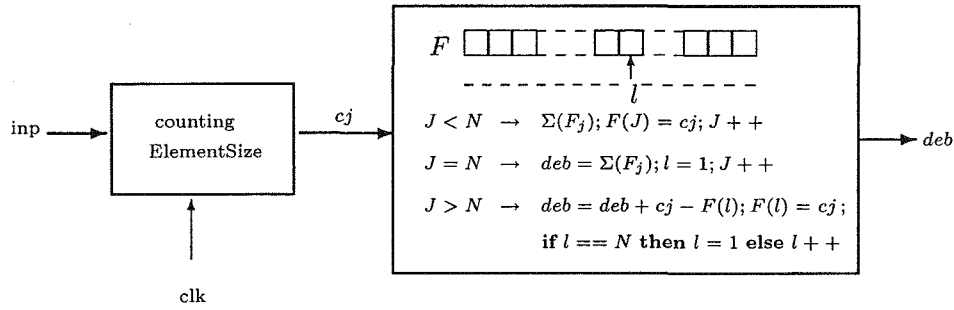 F
l
inp
counting
ElementSize
cj
clk
J < N → Σ(F_j); F(J) = cj; J + +
J = N → deb = Σ(F_j); l = 1; J + +
J > N → deb = deb + cj − F(l); F(l) = cj ;
if l == N then l = 1 else l + +
deb